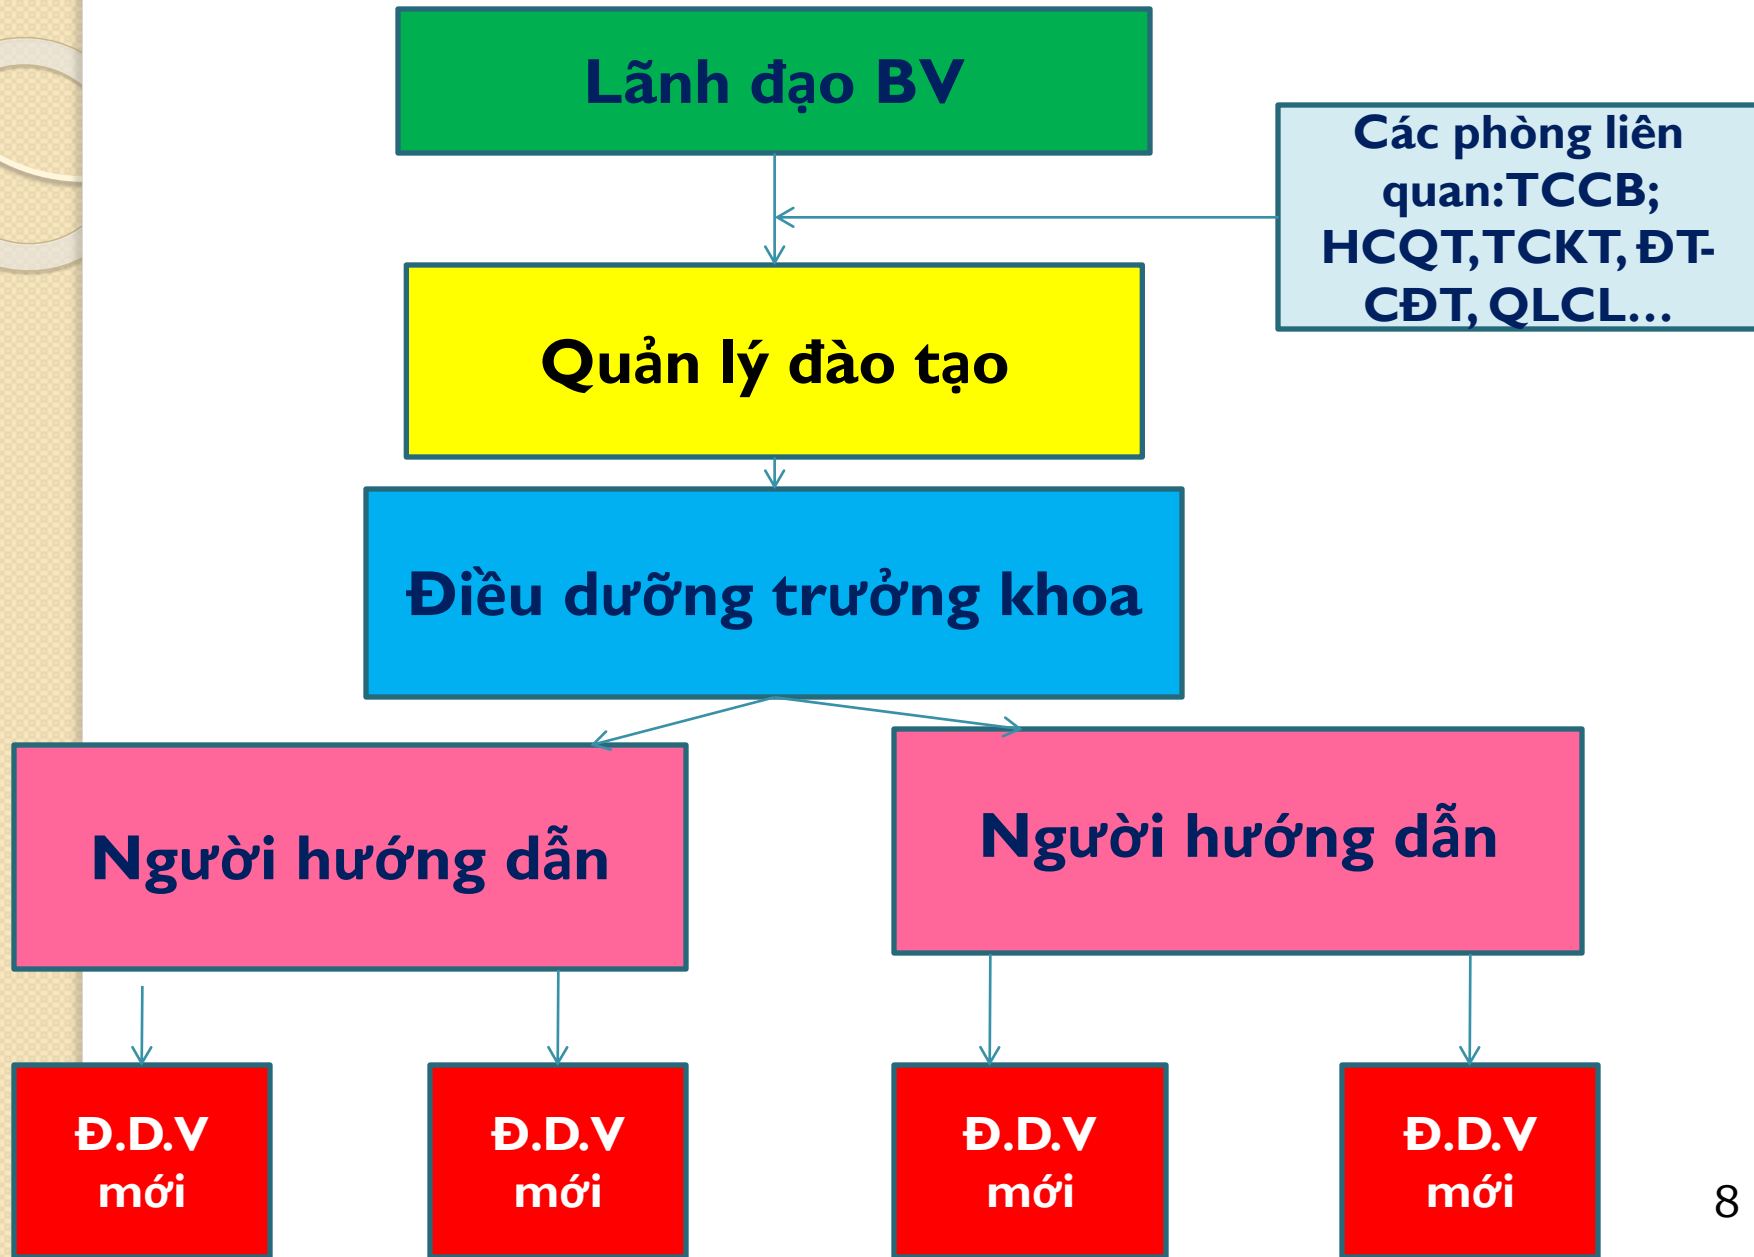 Lãnh đạo BV
Các phòng liên
quan:TCCB;
HCQT,TCKT, ĐT-
CĐT, QLCL...
Quản lý đào tạo
Điều dưỡng trưởng khoa
Người hướng dẫn
Người hướng dẫn
Đ.D.V
mới
Đ.D.V
mới
Đ.D.V
mới
Đ.D.V
mới
8